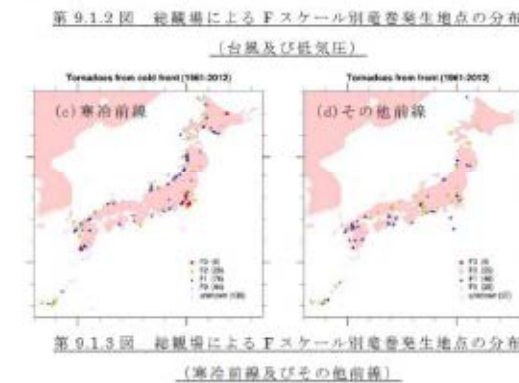 第 9.1.2 図 総観場による F スケール別竜巻発生地点の分布
(台風及び低気圧)
Tornadoes from cold front (1961-2012)
Tornadoes from front (1961-2012)
(c)寒冷前線
(d)その他前線
第 9.1.3 図 総観場による F スケール別竜巻発生地点の分布
(寒冷前線及びその他前線)